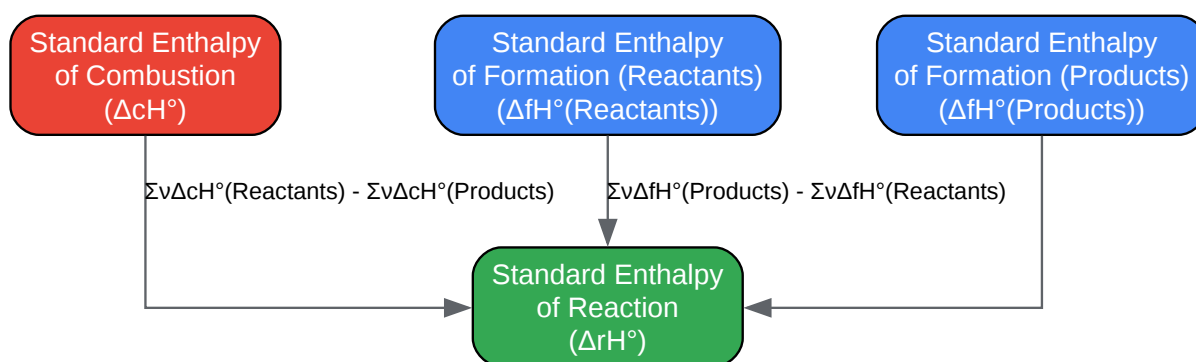 Standard Enthalpy
of Combustion
(ΔcH°)
Standard Enthalpy
of Formation (Reactants)
(ΔfH°(Reactants))
Standard Enthalpy
of Formation (Products)
(ΔfH°(Products))
ΣνΔcH°(Reactants) - ΣνΔcH°(Products)
ΣνΔfH°(Products) - ΣνΔfH°(Reactants)
Standard Enthalpy
of Reaction
(ΔrH°)